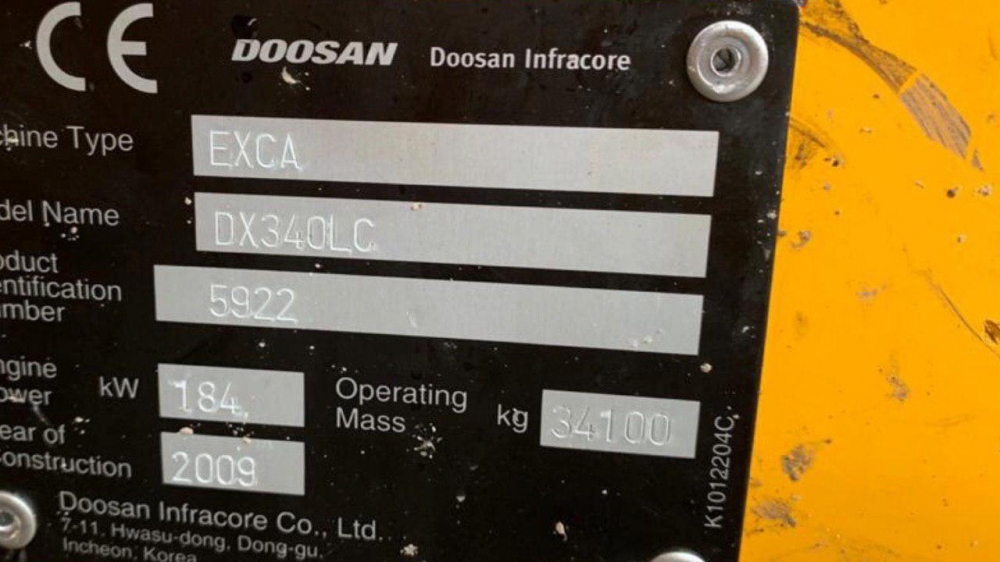 CE DOOSAN Doosan Infracore
chine Type EXCA
del Name DX340LC
oduct
entification
umber
5922
ngine
ower kW 184
Operating
Mass kg 34100
ear of
onstruction 2009
K1012204C
Doosan Infracore Co., Ltd.
7-11, Hwasu-dong, Dong-gu,
Incheon, Korea